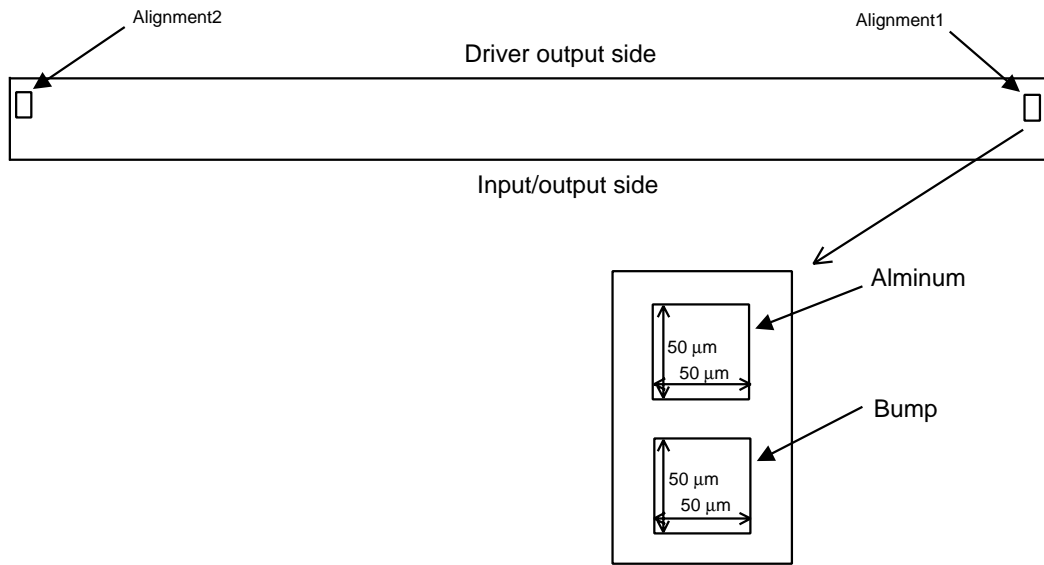 Alignment2
Alignment1
Driver output side
Input/output side
Alminum
50 μm
50 μm
Bump
50 μm
50 μm